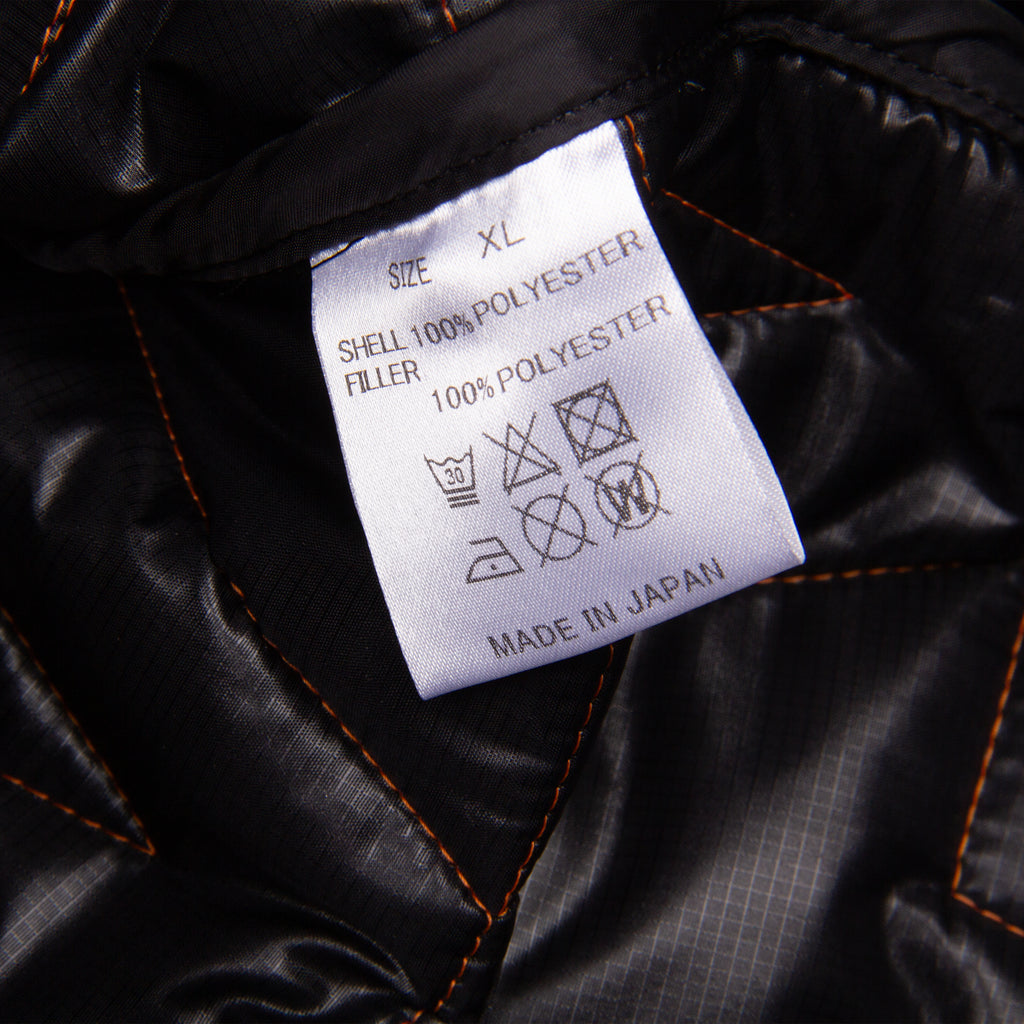 SIZE XL
SHELL 100% POLYESTER
FILLER 100% POLYESTER
30
W
MADE IN JAPAN